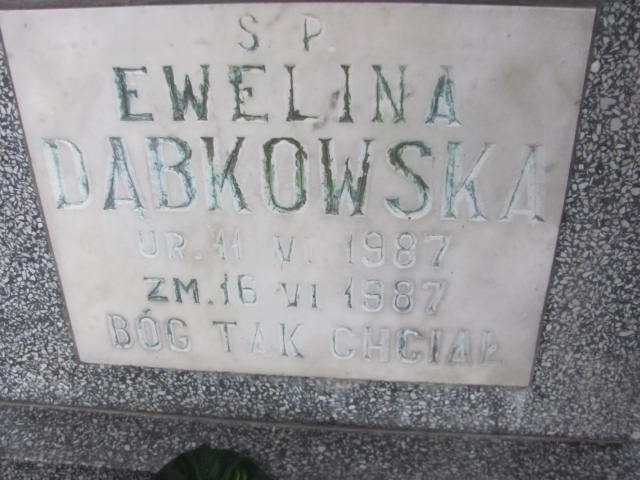 S P
EWELINA
DĄBKOWSKA
UR. 11 VI 1987
ZM. 16 VI 1987
BÓG TAK CHCIAŁ